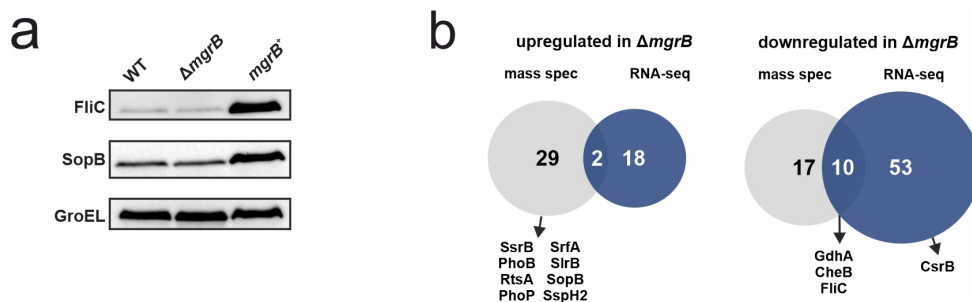 a
WT
ΔmgrB
mgrB⁺
FliC
SopB
GroEL
b
upregulated in ΔmgrB
mass spec
RNA-seq
29
2
18
SsrB SrfA
PhoB SlrB
RtsA SopB
PhoP SspH2
downregulated in ΔmgrB
mass spec
RNA-seq
17
10
53
GdhA
CheB
FliC
CsrB